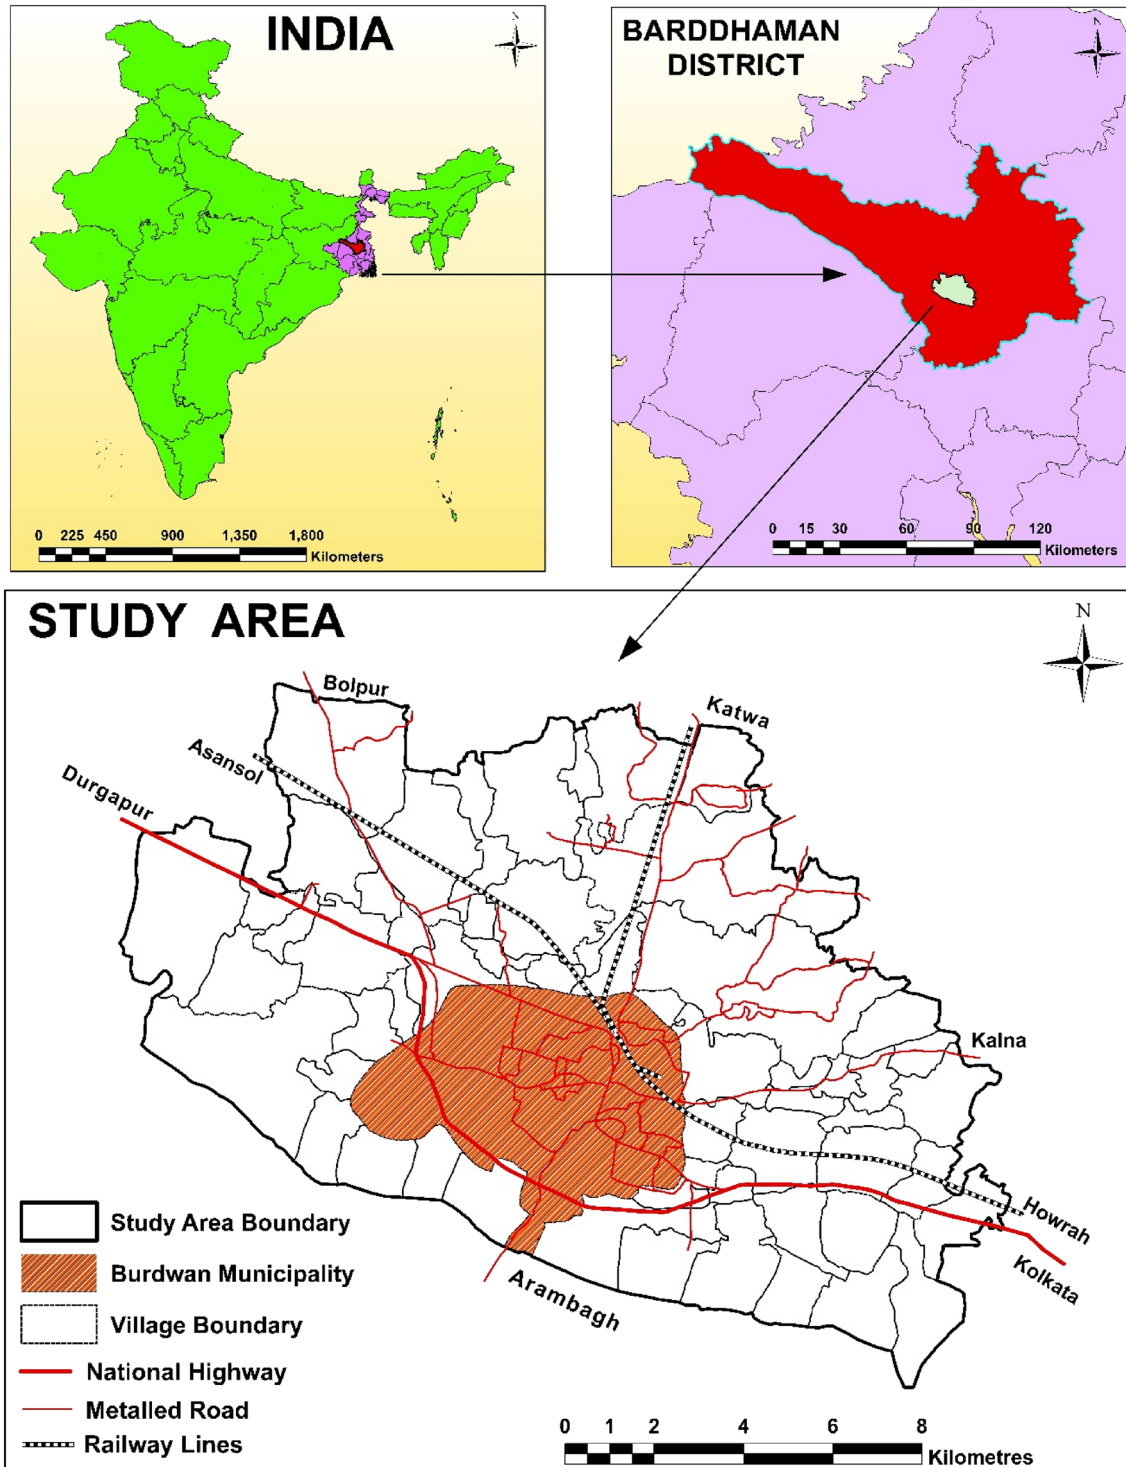 INDIA
N
0 225 450 900 1,350 1,800
Kilometers
BARDDHAMAN
DISTRICT
N
0 15 30 60 90 120
Kilometers
STUDY AREA
N
Bolpur
Katwa
Asansol
Durgapur
Kalna
Howrah
Kolkata
Arambagh
Study Area Boundary
Burdwan Municipality
Village Boundary
National Highway
Metalled Road
Railway Lines
0 1 2 4 6 8
Kilometres